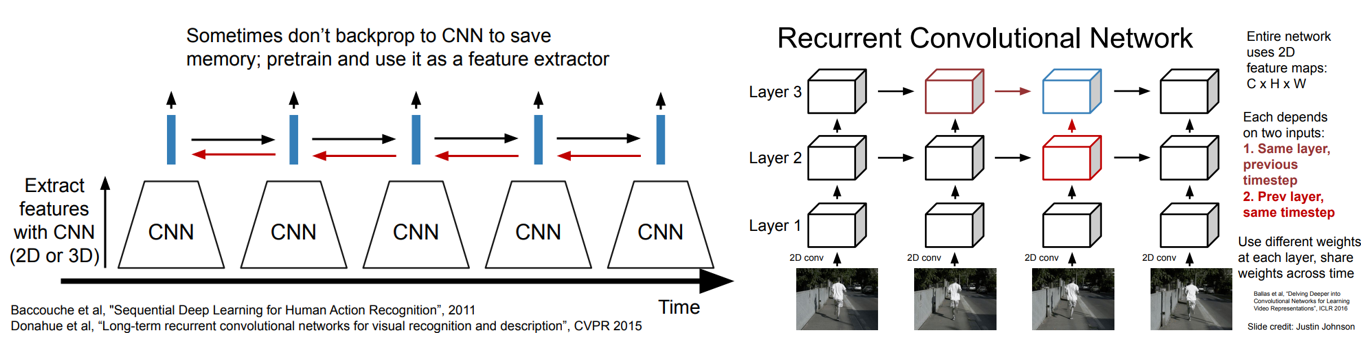 Sometimes don't backprop to CNN to save
memory; pretrain and use it as a feature extractor
Extract
features
with CNN
(2D or 3D)
CNN
CNN
CNN
CNN
CNN
Time
Baccouche et al, "Sequential Deep Learning for Human Action Recognition", 2011
Donahue et al, “Long-term recurrent convolutional networks for visual recognition and description”, CVPR 2015
Recurrent Convolutional Network
Layer 3
Layer 2
Layer 1
2D conv
2D conv
2D conv
2D conv
Entire network
uses 2D
feature maps:
C x H x W
Each depends
on two inputs:
1. Same layer,
previous
timestep
2. Prev layer,
same timestep
Use different weights
at each layer, share
weights across time
Ballas et al, “Delving Deeper into
Convolutional Networks for Learning
Video Representations”, ICLR 2016
Slide credit: Justin Johnson